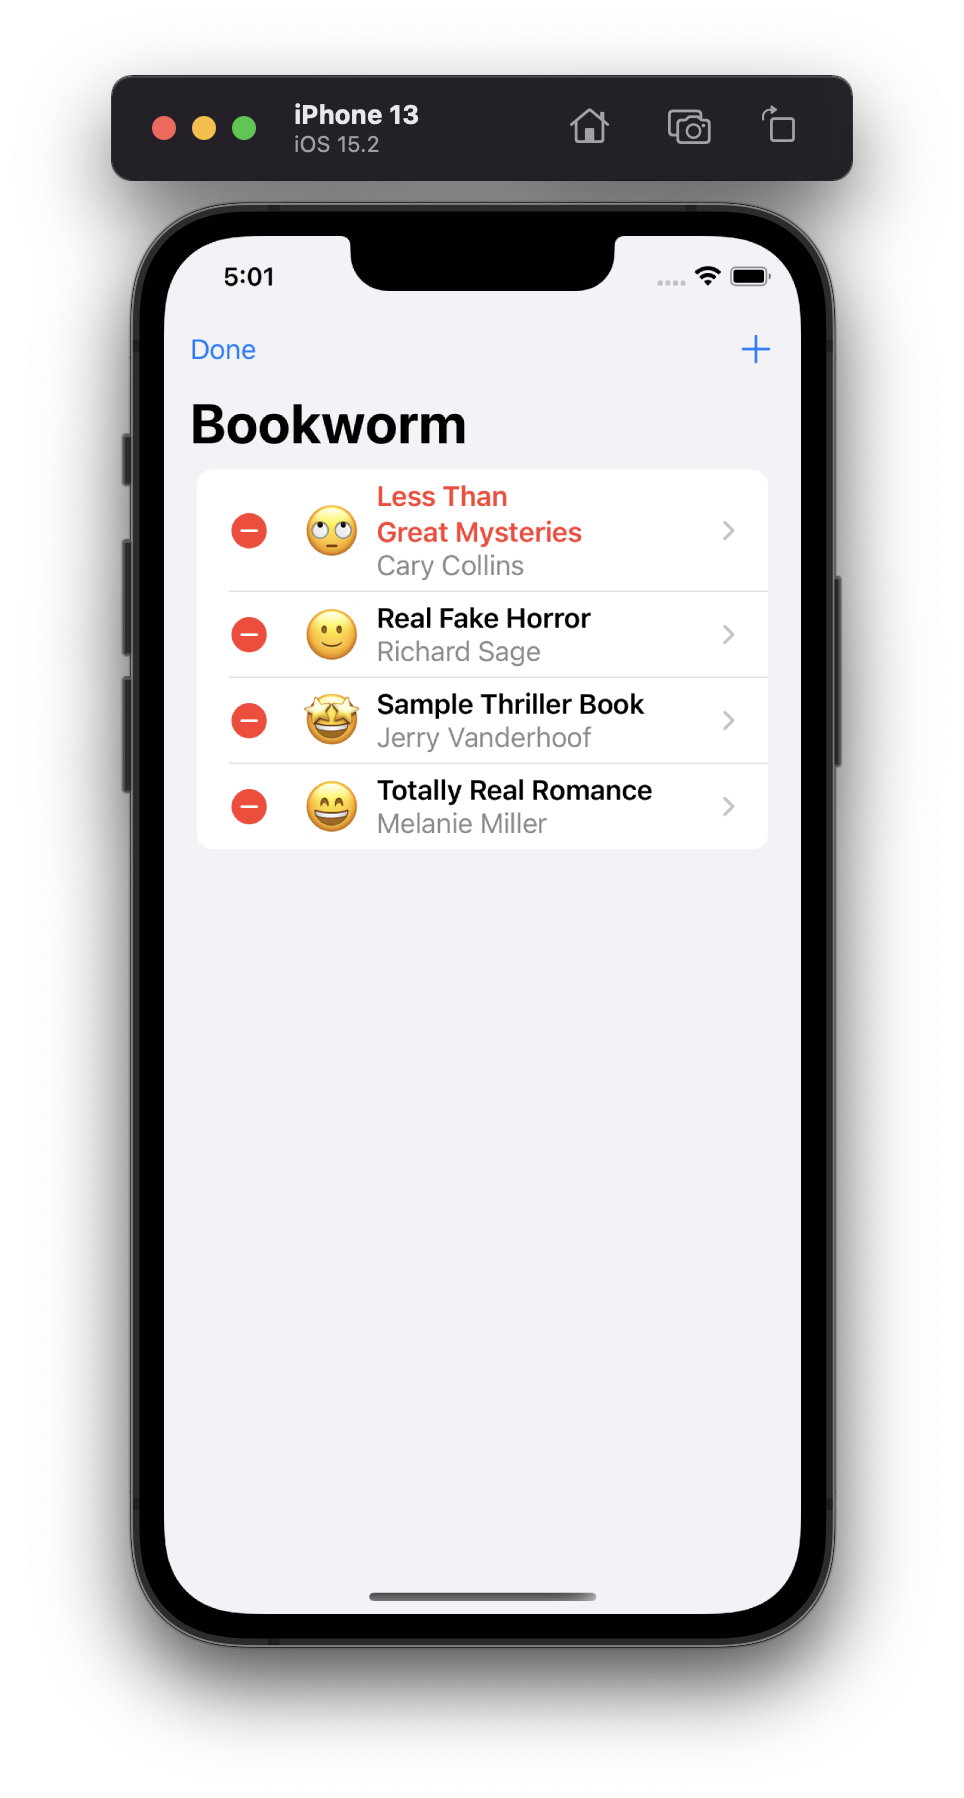 iPhone 13
iOS 15.2
5:01
Done
Bookworm
Less Than
Great Mysteries
Cary Collins
Real Fake Horror
Richard Sage
Sample Thriller Book
Jerry Vanderhoof
Totally Real Romance
Melanie Miller